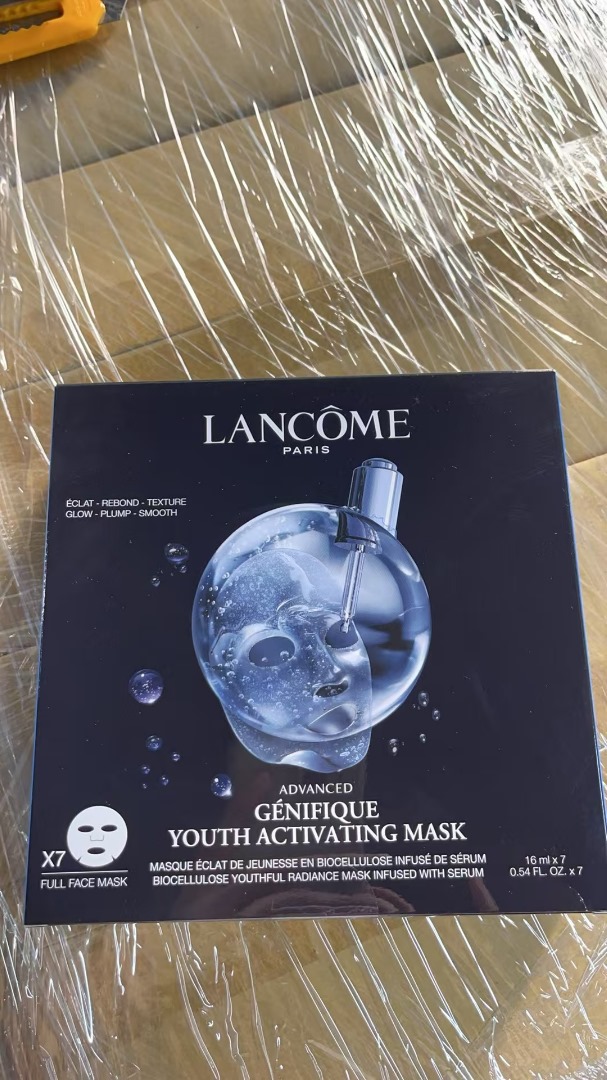 LANCÔME
PARIS
ÉCLAT - REBOND - TEXTURE
GLOW - PLUMP - SMOOTH
ADVANCED
GÉNIFIQUE
YOUTH ACTIVATING MASK
X7
FULL FACE MASK
MASQUE ÉCLAT DE JEUNESSE EN BIOCELLULOSE INFUSÉ DE SÉRUM
BIOCELLULOSE YOUTHFUL RADIANCE MASK INFUSED WITH SERUM
16 ml x 7
0.54 FL. OZ. x 7